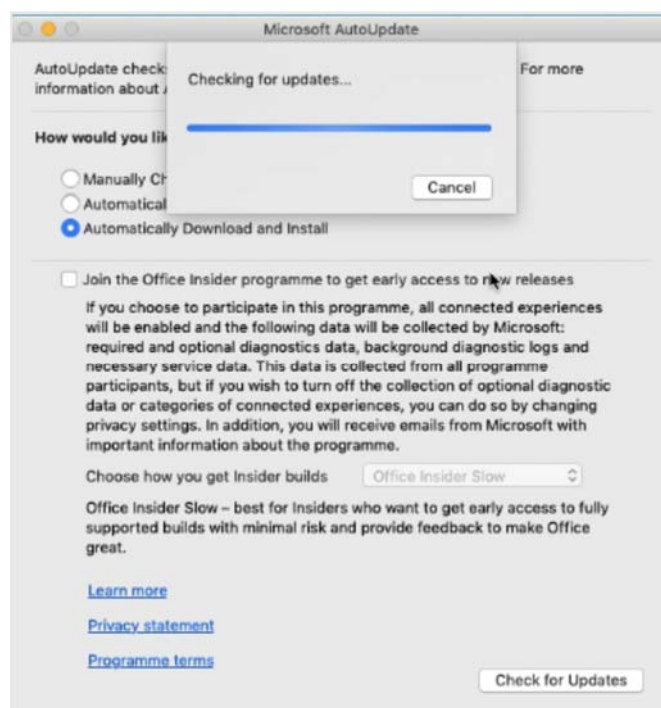 Microsoft AutoUpdate
AutoUpdate check
For more
information about
Checking for updates...
How would you lik
Cancel
Manually Ch
Automatical
Automatically Download and Install
Join the Office Insider programme to get early access to new releases
If you choose to participate in this programme, all connected experiences
will be enabled and the following data will be collected by Microsoft:
required and optional diagnostics data, background diagnostic logs and
necessary service data. This data is collected from all programme
participants, but if you wish to turn off the collection of optional diagnostic
data or categories of connected experiences, you can do so by changing
privacy settings. In addition, you will receive emails from Microsoft with
important information about the programme.
Choose how you get Insider builds Office Insider Slow
Office Insider Slow – best for Insiders who want to get early access to fully
supported builds with minimal risk and provide feedback to make Office
great.
Learn more
Privacy statement
Programme terms
Check for Updates